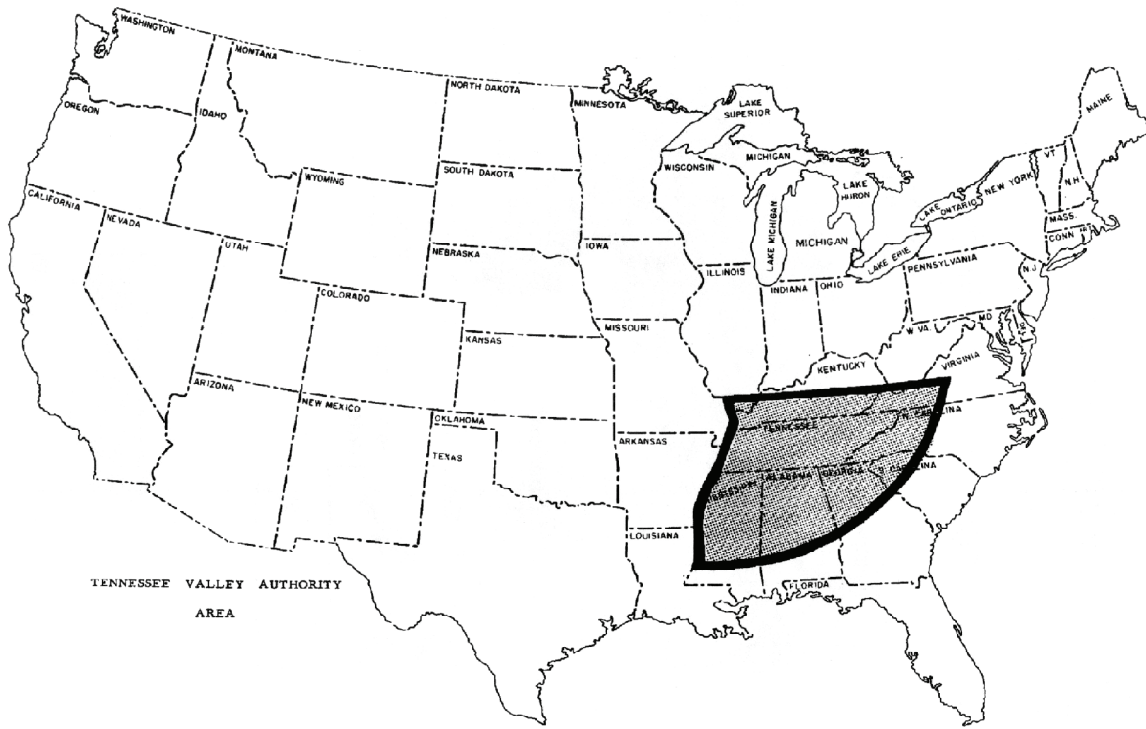 WASHINGTON
MONTANA
NORTH DAKOTA
MINNESOTA
LAKE
SUPERIOR
MAINE
OREGON
IDAHO
VT.
N.H.
WISCONSIN
MICHIGAN
SOUTH DAKOTA
WYOMING
LAKE
HURON
NEW YORK
LAKE
ONTARIO
CALIFORNIA
NEVADA
MASS.
CONN
UTAH
NEBRASKA
IOWA
LAKE MICHIGAN
MICHIGAN
LAKE ERIE
PENNSYLVANIA
N.J.
ILLINOIS
INDIANA
OHIO
COLORADO
MISSOURI
W VA.
MD.
KANSAS
KENTUCKY
VIRGINIA
ARIZONA
NEW MEXICO
OKLAHOMA
TENNESSEE
N CAROLINA
ARKANSAS
TEXAS
ALABAMA
GEORGIA
S CAROLINA
LOUISIANA
FLORIDA
TENNESSEE VALLEY AUTHORITY
AREA